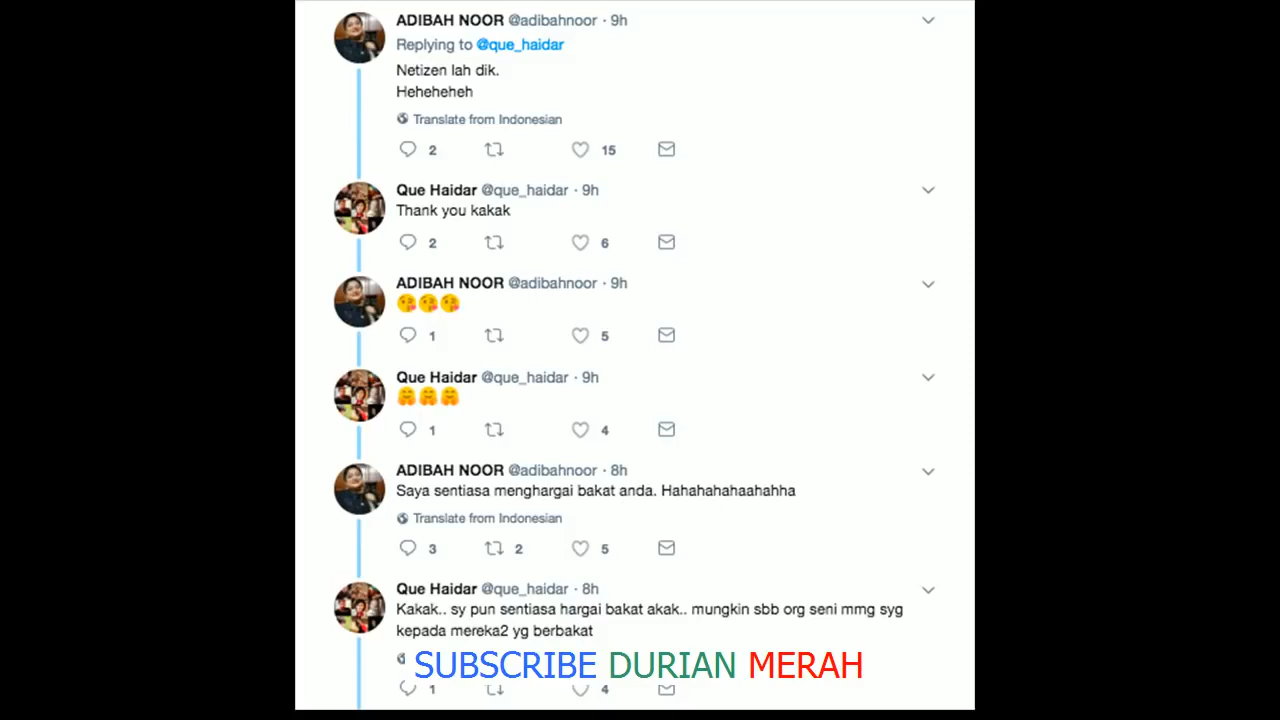 ADIBAH NOOR @adibahnoor · 9h
Replying to @que_haidar
Netizen lah dik.
Heheheheh
Translate from Indonesian
2 15
Que Haidar @que_haidar · 9h
Thank you kakak
2 6
ADIBAH NOOR @adibahnoor · 9h
😘😘😘
1 5
Que Haidar @que_haidar · 9h
🤗🤗🤗
1 4
ADIBAH NOOR @adibahnoor · 8h
Saya sentiasa menghargai bakat anda. Hahahahahaahahha
Translate from Indonesian
3 2 5
Que Haidar @que_haidar · 8h
Kakak.. sy pun sentiasa hargai bakat akak.. mungkin sbb org seni mmg syg
kepada mereka2 yg berbakat
SUBSCRIBE DURIAN MERAH
1 4